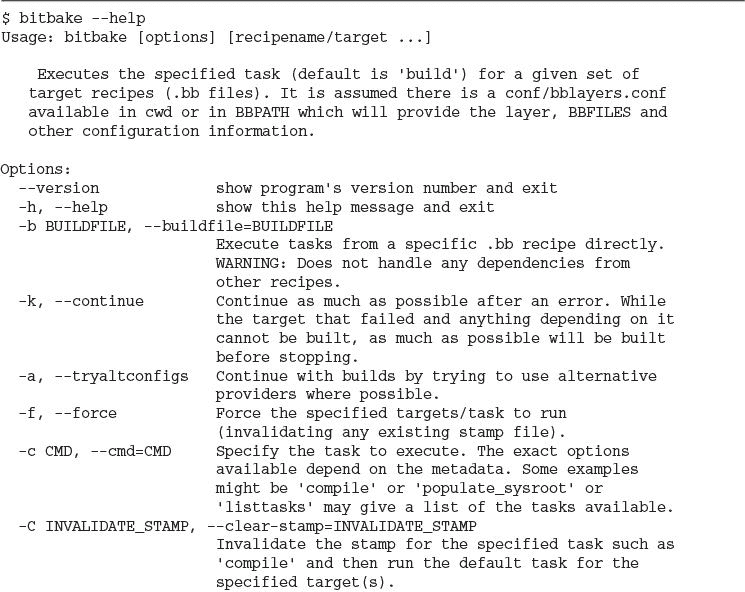 $ bitbake --help
Usage: bitbake [options] [recipename/target ...]
Executes the specified task (default is 'build') for a given set of
target recipes (.bb files). It is assumed there is a conf/bblayers.conf
available in cwd or in BBPATH which will provide the layer, BBFILES and
other configuration information.
Options:
--version show program's version number and exit
-h, --help show this help message and exit
-b BUILDFILE, --buildfile=BUILDFILE
Execute tasks from a specific .bb recipe directly.
WARNING: Does not handle any dependencies from
other recipes.
-k, --continue Continue as much as possible after an error. While
the target that failed and anything depending on it
cannot be built, as much as possible will be built
before stopping.
-a, --tryaltconfigs Continue with builds by trying to use alternative
providers where possible.
-f, --force Force the specified targets/task to run
(invalidating any existing stamp file).
-c CMD, --cmd=CMD Specify the task to execute. The exact options
available depend on the metadata. Some examples
might be 'compile' or 'populate_sysroot' or
'listtasks' may give a list of the tasks available.
-C INVALIDATE_STAMP, --clear-stamp=INVALIDATE_STAMP
Invalidate the stamp for the specified task such as
'compile' and then run the default task for the
specified target(s).